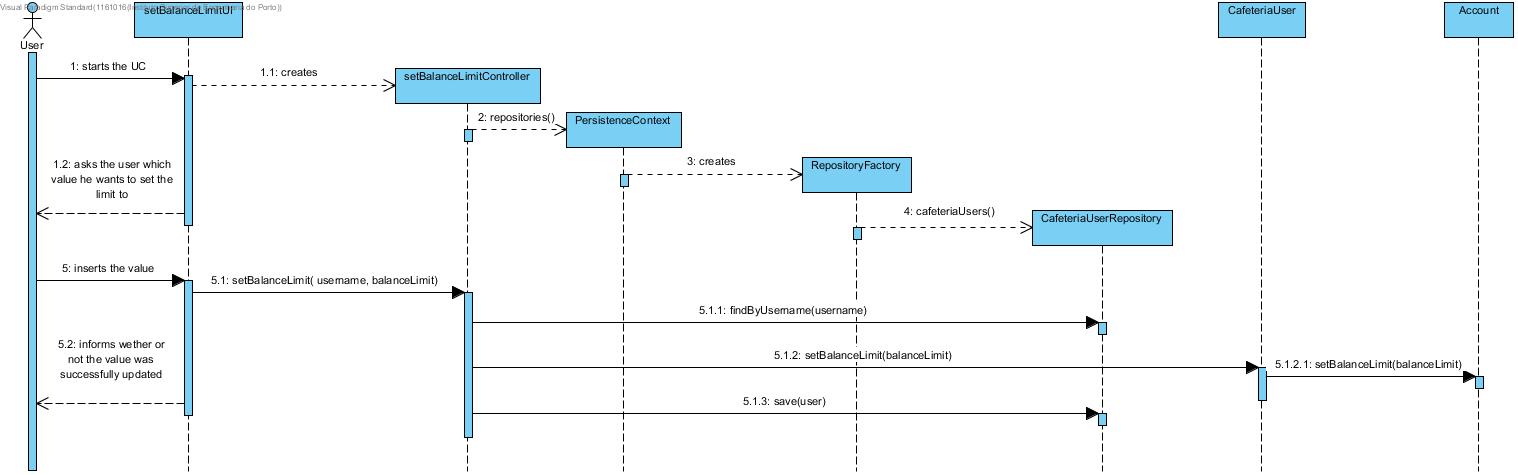 Visual Paradigm Standard(1161016(Instituto do Porto))
setBalanceLimitUI
CafeteriaUser
Account
User
1: starts the UC
1.1: creates
setBalanceLimitController
2: repositories()
PersistenceContext
3: creates
RepositoryFactory
1.2: asks the user which
value he wants to set the
limit to
4: cafeteriaUsers()
CafeteriaUserRepository
5: inserts the value
5.1: setBalanceLimit( username, balanceLimit)
5.1.1: findByUsername(username)
5.2: informs wether or
not the value was
successfully updated
5.1.2: setBalanceLimit(balanceLimit)
5.1.2.1: setBalanceLimit(balanceLimit)
5.1.3: save(user)